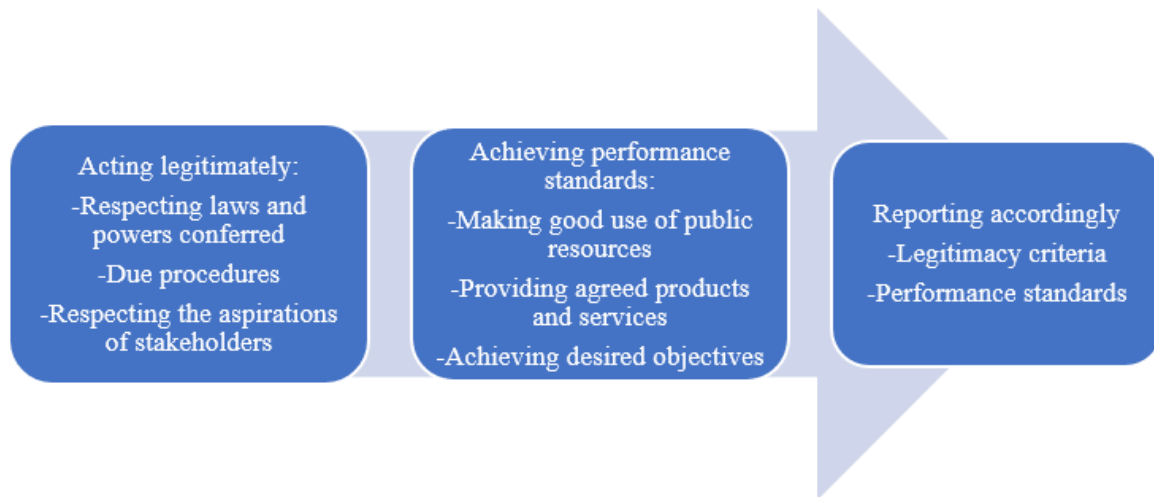 Acting legitimately:
-Respecting laws and
powers conferred
-Due procedures
-Respecting the aspirations
of stakeholders
Achieving performance
standards:
-Making good use of public
resources
-Providing agreed products
and services
-Achieving desired objectives
Reporting accordingly
-Legitimacy criteria
-Performance standards